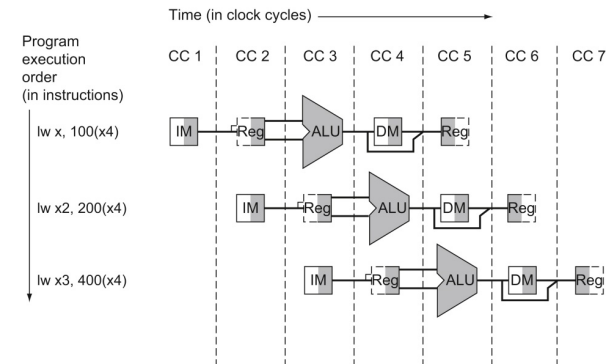 Time (in clock cycles)
Program
execution
order
(in instructions)
CC 1 CC 2 CC 3 CC 4 CC 5 CC 6 CC 7
lw x, 100(x4) IM Reg ALU DM Reg
lw x2, 200(x4) IM Reg ALU DM Reg
lw x3, 400(x4) IM Reg ALU DM Reg